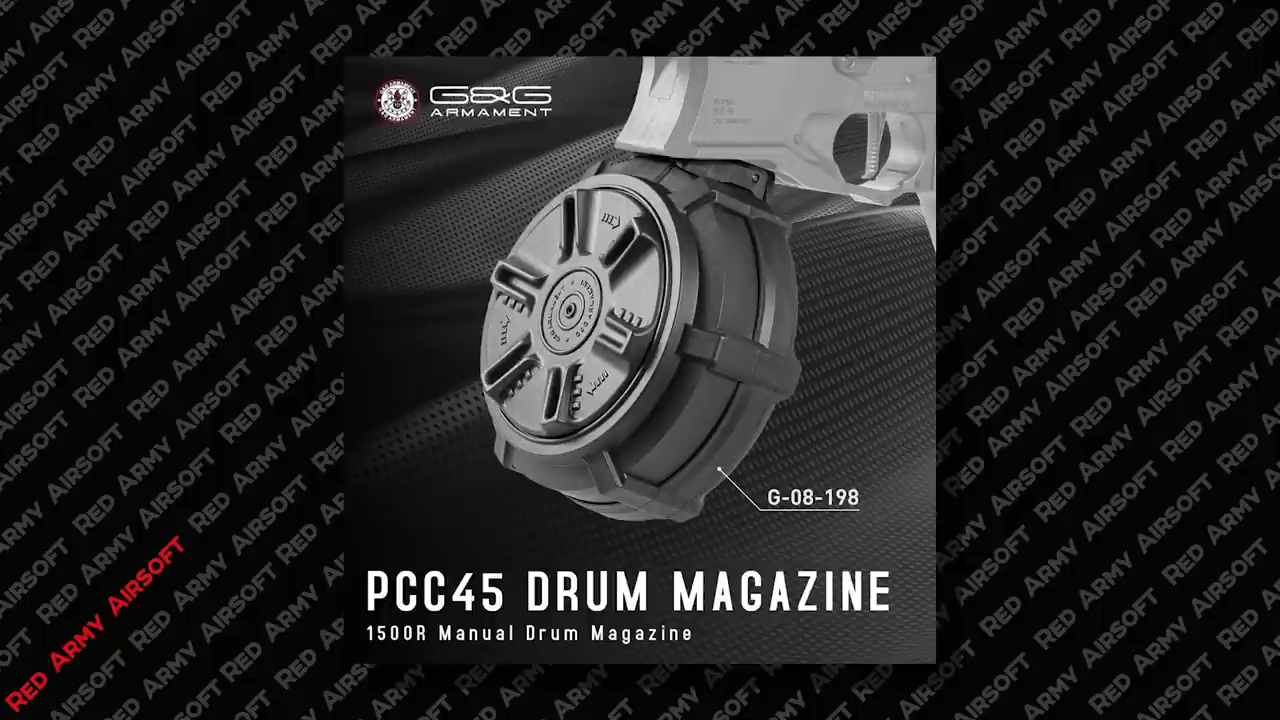 G&G
ARMAMENT
G-08-198
PCC45 DRUM MAGAZINE
1500R Manual Drum Magazine
RED ARMY AIRSOFT